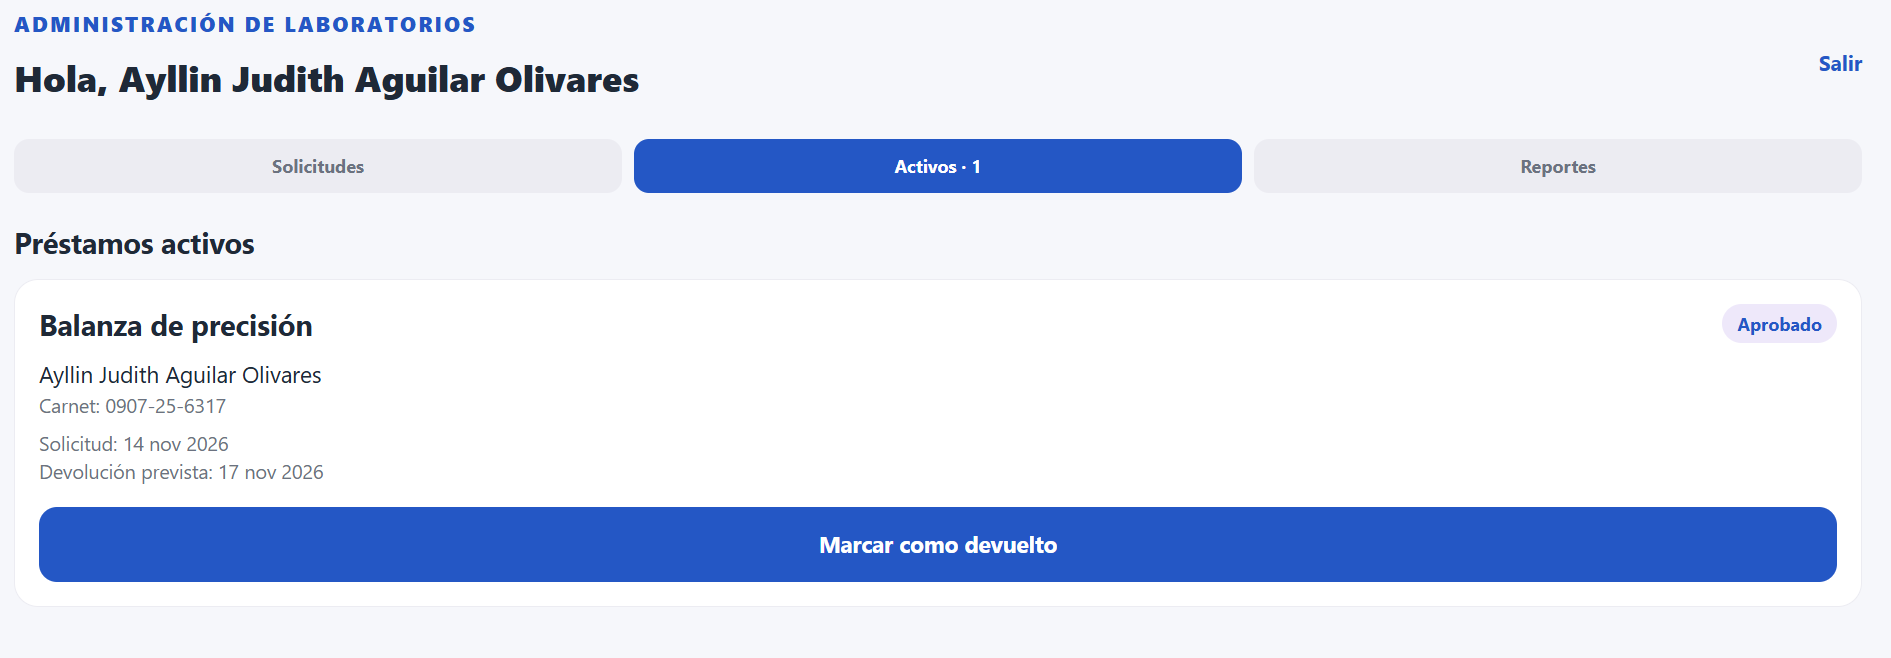 ADMINISTRACIÓN DE LABORATORIOS
Hola, Ayllin Judith Aguilar Olivares
Salir
Solicitudes
Activos · 1
Reportes
Préstamos activos
Balanza de precisión
Aprobado
Ayllin Judith Aguilar Olivares
Carnet: 0907-25-6317
Solicitud: 14 nov 2026
Devolución prevista: 17 nov 2026
Marcar como devuelto